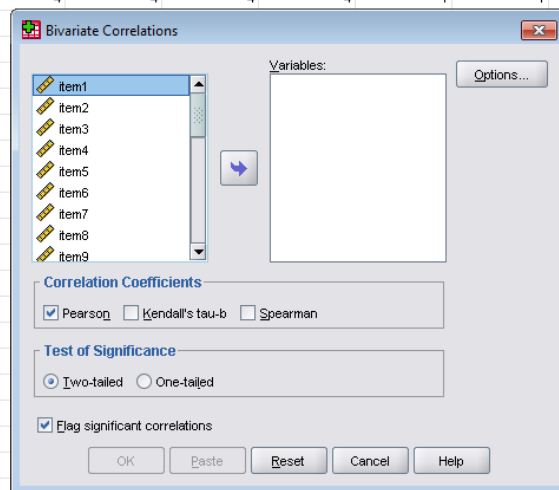 Bivariate Correlations
item1
item2
item3
item4
item5
item6
item7
item8
item9
Variables:
Options...
Correlation Coefficients
Pearson Kendall's tau-b Spearman
Test of Significance
Two-tailed One-tailed
Flag significant correlations
OK Paste Reset Cancel Help